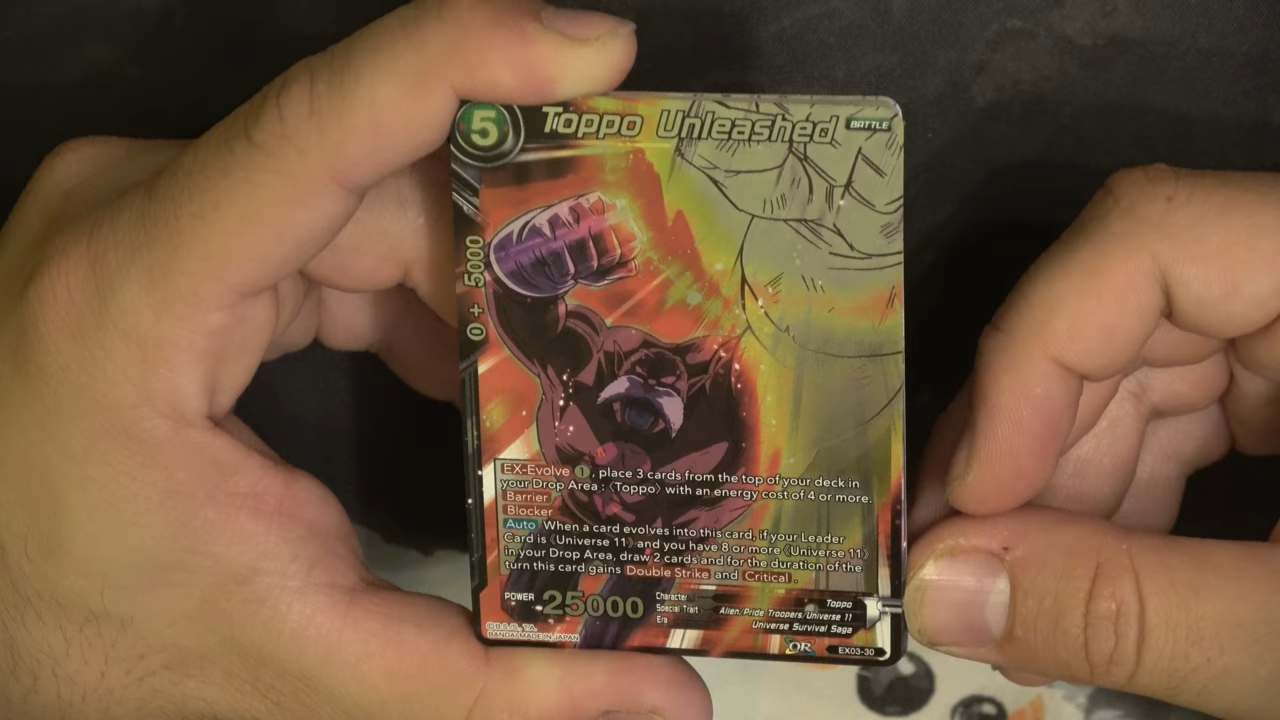 5
Toppo Unleashed
BATTLE
0 + 5000
EX-Evolve 1, place 3 cards from the top of your deck in
your Drop Area : 〈Toppo〉 with an energy cost of 4 or more.
Barrier
Blocker
Auto When a card evolves into this card, if your Leader
Card is 《Universe 11》 and you have 8 or more 《Universe 11》
in your Drop Area, draw 2 cards and for the duration of the
turn this card gains Double Strike and Critical .
POWER 25000
Character Toppo
Special Trait Alien/Pride Troopers/Universe 11
Era Universe Survival Saga
©B.S./S., T.A.
BANDAI MADE IN JAPAN
QR EX03-30